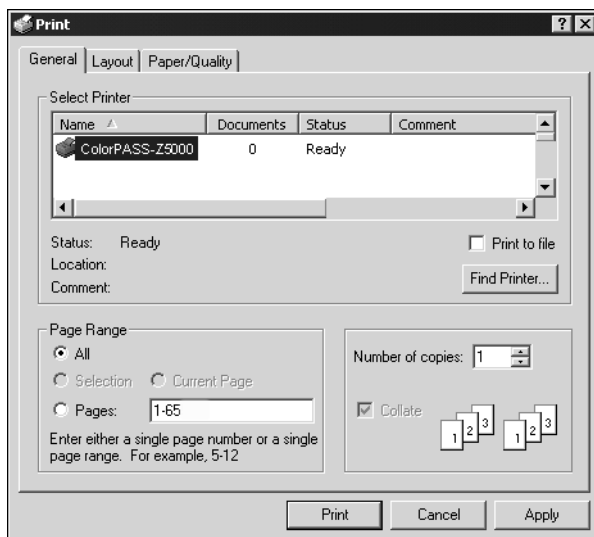 Print
General Layout Paper/Quality
Select Printer
Name Documents Status Comment
ColorPASS-Z5000 0 Ready
Status: Ready
Print to file
Location:
Comment:
Find Printer...
Page Range
All
Selection Current Page
Pages: 1-65
Enter either a single page number or a single
page range. For example, 5-12
Number of copies: 1
Collate
1 2 3 1 2 3
Print Cancel Apply